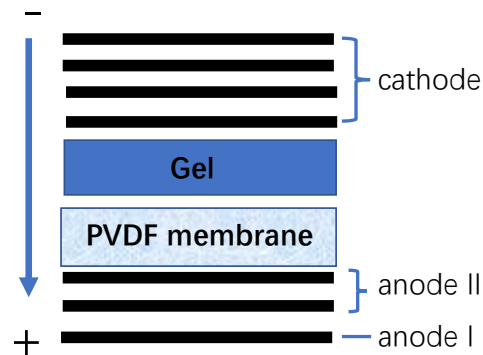 −
cathode
Gel
PVDF membrane
anode II
+
anode I